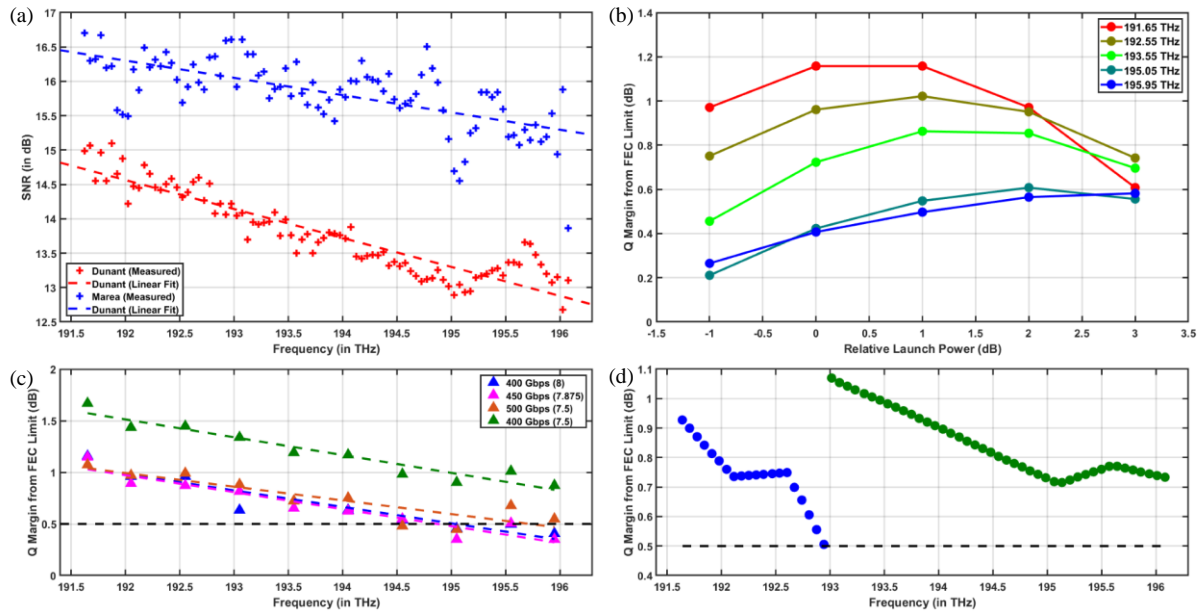 (a)
SNR (in dB)
17
16.5
16
15.5
15
14.5
14
13.5
13
12.5
191.5 192 192.5 193 193.5 194 194.5 195 195.5 196
Frequency (in THz)
Dunant (Measured)
Dunant (Linear Fit)
Marea (Measured)
Dunant (Linear Fit)
(b)
Q Margin from FEC Limit (dB)
1.4
1.2
1
0.8
0.6
0.4
0.2
0
-1.5 -1 -0.5 0 0.5 1 1.5 2 2.5 3 3.5
Relative Launch Power (dB)
191.65 THz
192.55 THz
193.55 THz
195.05 THz
195.95 THz
(c)
Q Margin from FEC Limit (dB)
2
1.5
1
0.5
0
191.5 192 192.5 193 193.5 194 194.5 195 195.5 196
Frequency (in THz)
400 Gbps (8)
450 Gbps (7.875)
500 Gbps (7.5)
400 Gbps (7.5)
(d)
Q Margin from FEC Limit (dB)
1.1
1
0.9
0.8
0.7
0.6
0.5
0.4
191.5 192 192.5 193 193.5 194 194.5 195 195.5 196
Frequency (in THz)